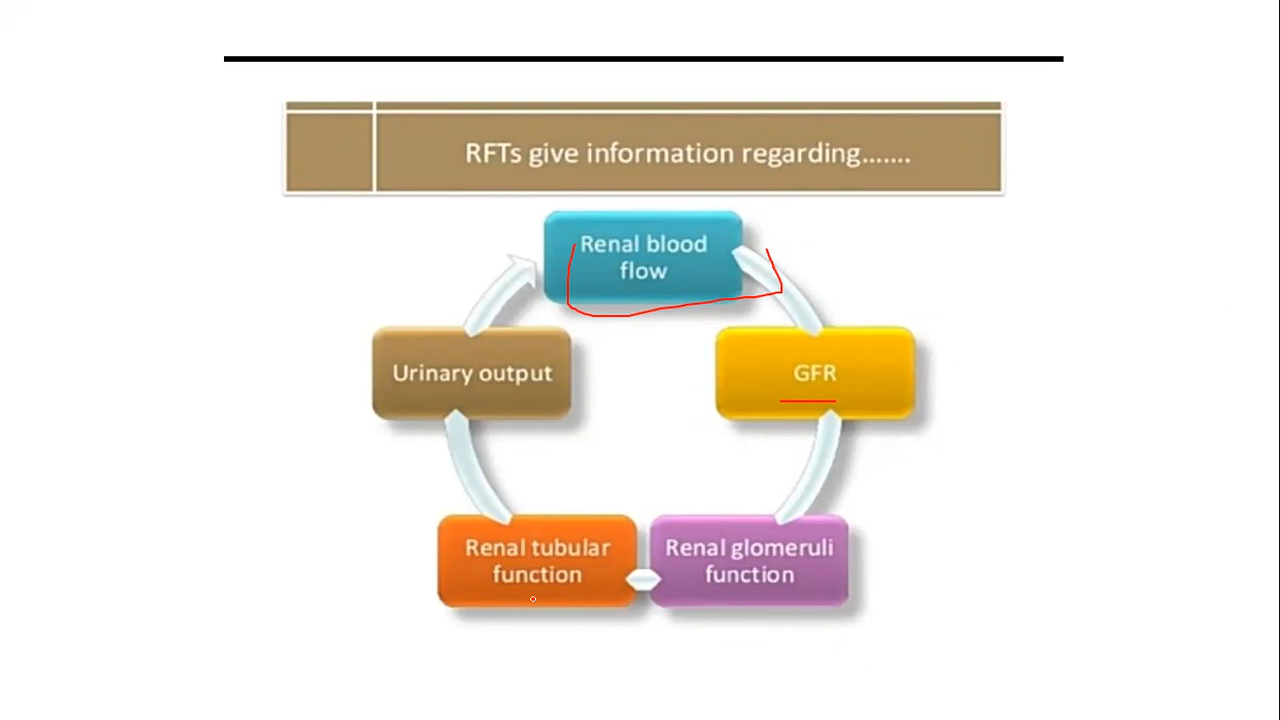 RFTs give information regarding.......
Renal blood
flow
GFR
Renal glomeruli
function
Renal tubular
function
Urinary output